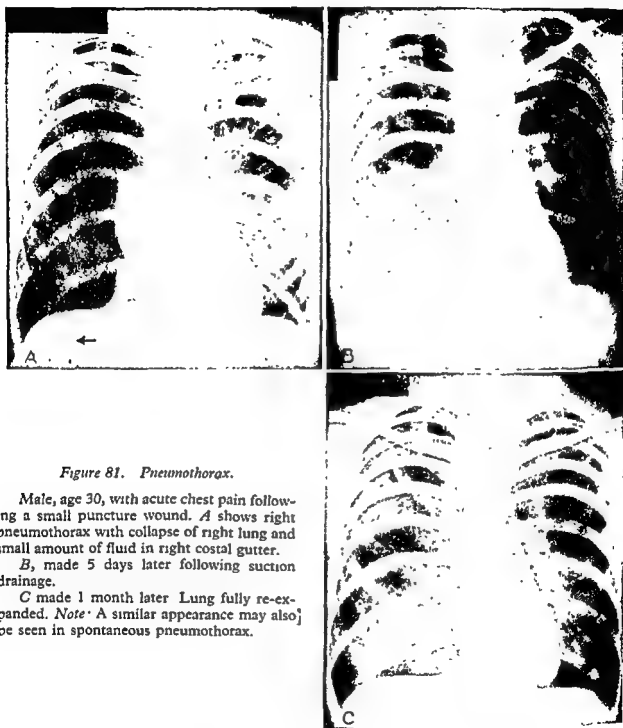 A
B
Figure 81. Pneumothorax.
Male, age 30, with acute chest pain follow-
ing a small puncture wound. A shows right
pneumothorax with collapse of right lung and
small amount of fluid in right costal gutter.
B, made 5 days later following suction
drainage.
C made 1 month later Lung fully re-ex-
panded. Note· A similar appearance may also
be seen in spontaneous pneumothorax.
C